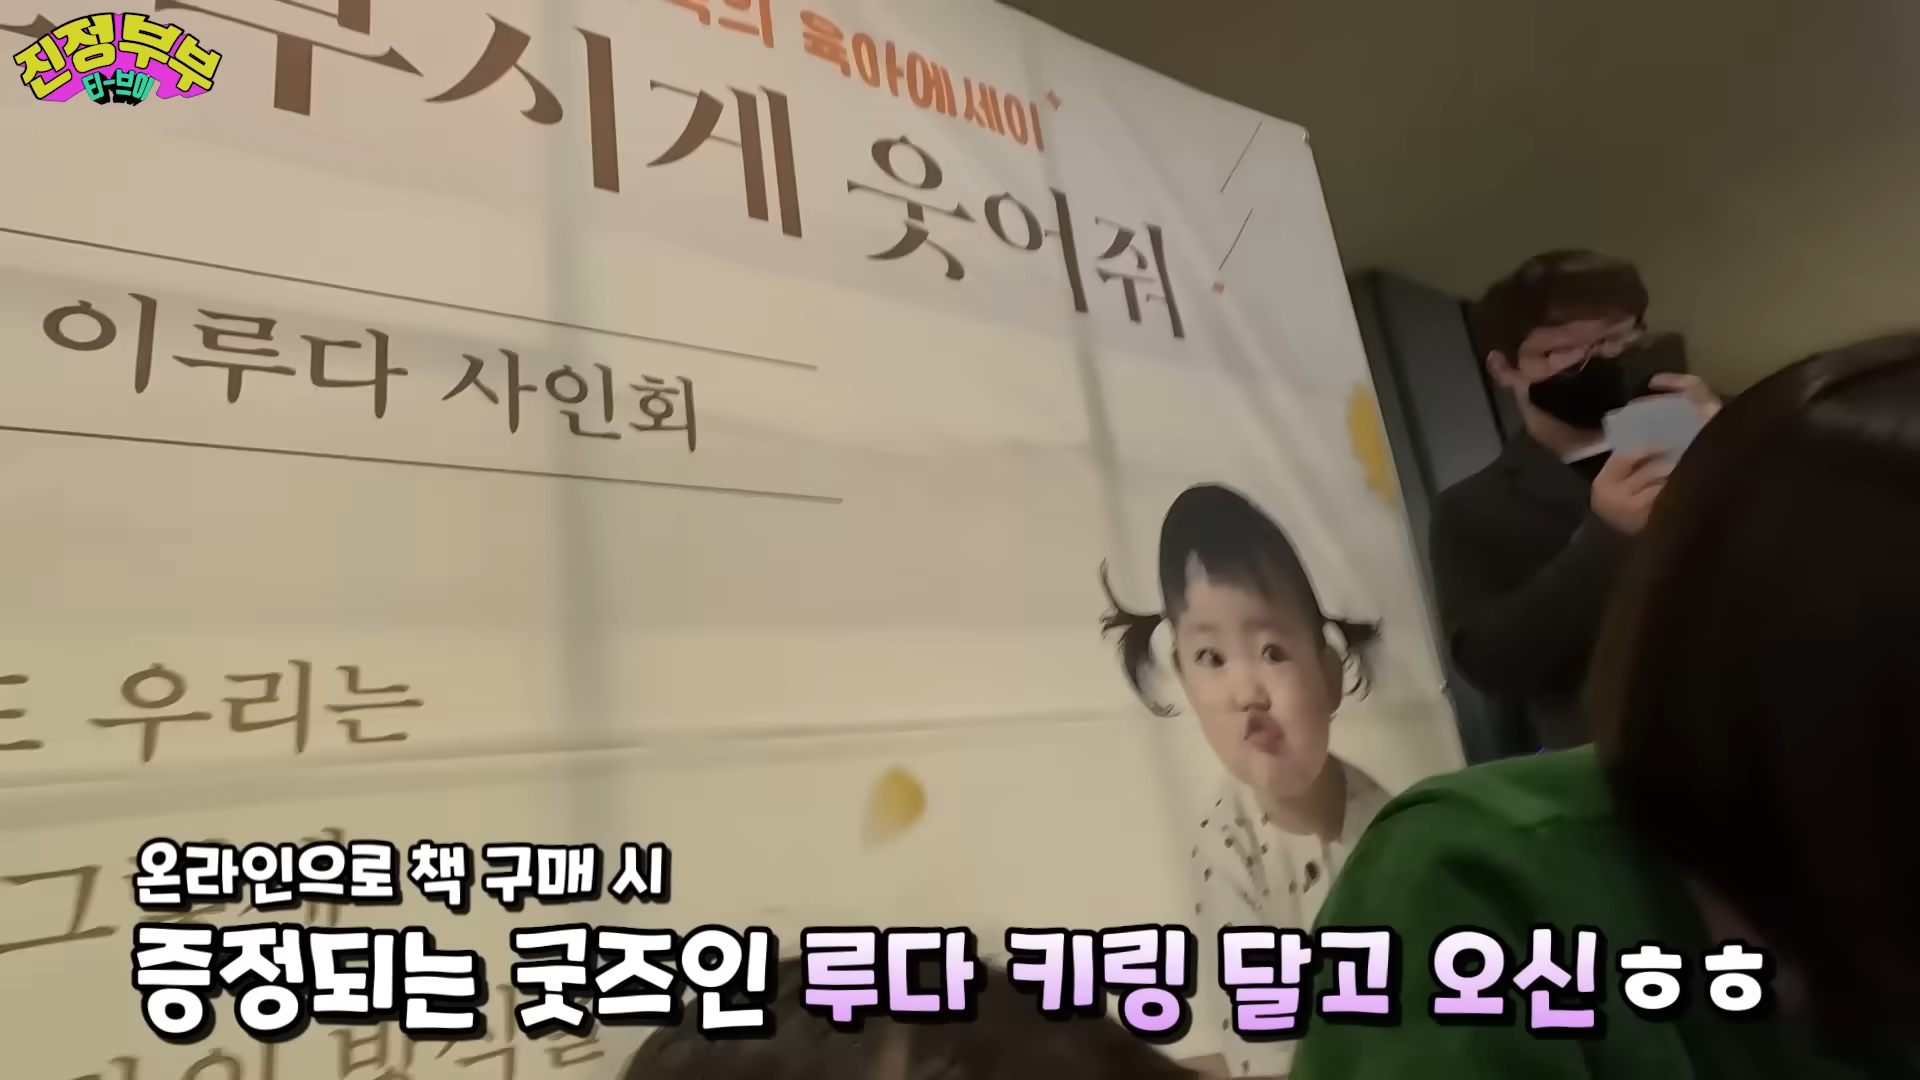 진정부부
티-브이
육아에세이
부시게 웃어줘
이루다 사인회
우리는
온라인으로 책 구매 시
증정되는 굿즈인 루다 키링 달고 오신ㅎㅎ